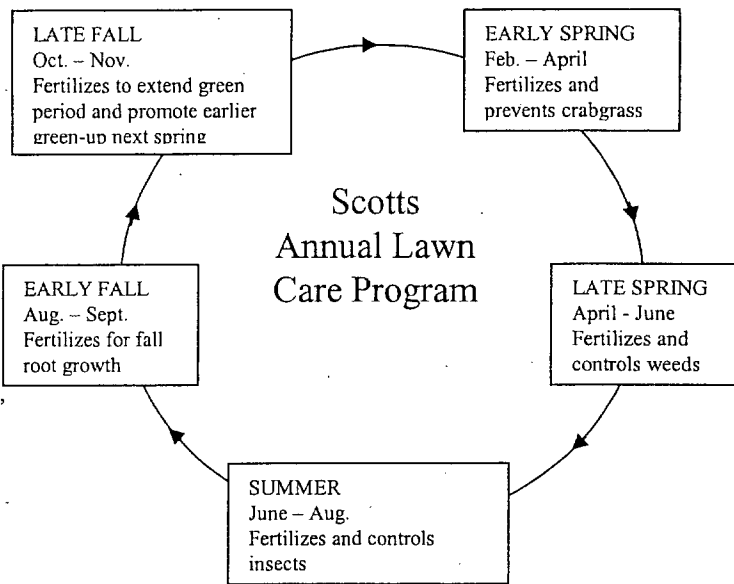 LATE FALL
Oct. – Nov.
Fertilizes to extend green
period and promote earlier
green-up next spring
EARLY SPRING
Feb. – April
Fertilizes and
prevents crabgrass
Scotts
Annual Lawn
Care Program
EARLY FALL
Aug. – Sept.
Fertilizes for fall
root growth
LATE SPRING
April - June
Fertilizes and
controls weeds
SUMMER
June – Aug.
Fertilizes and controls
insects